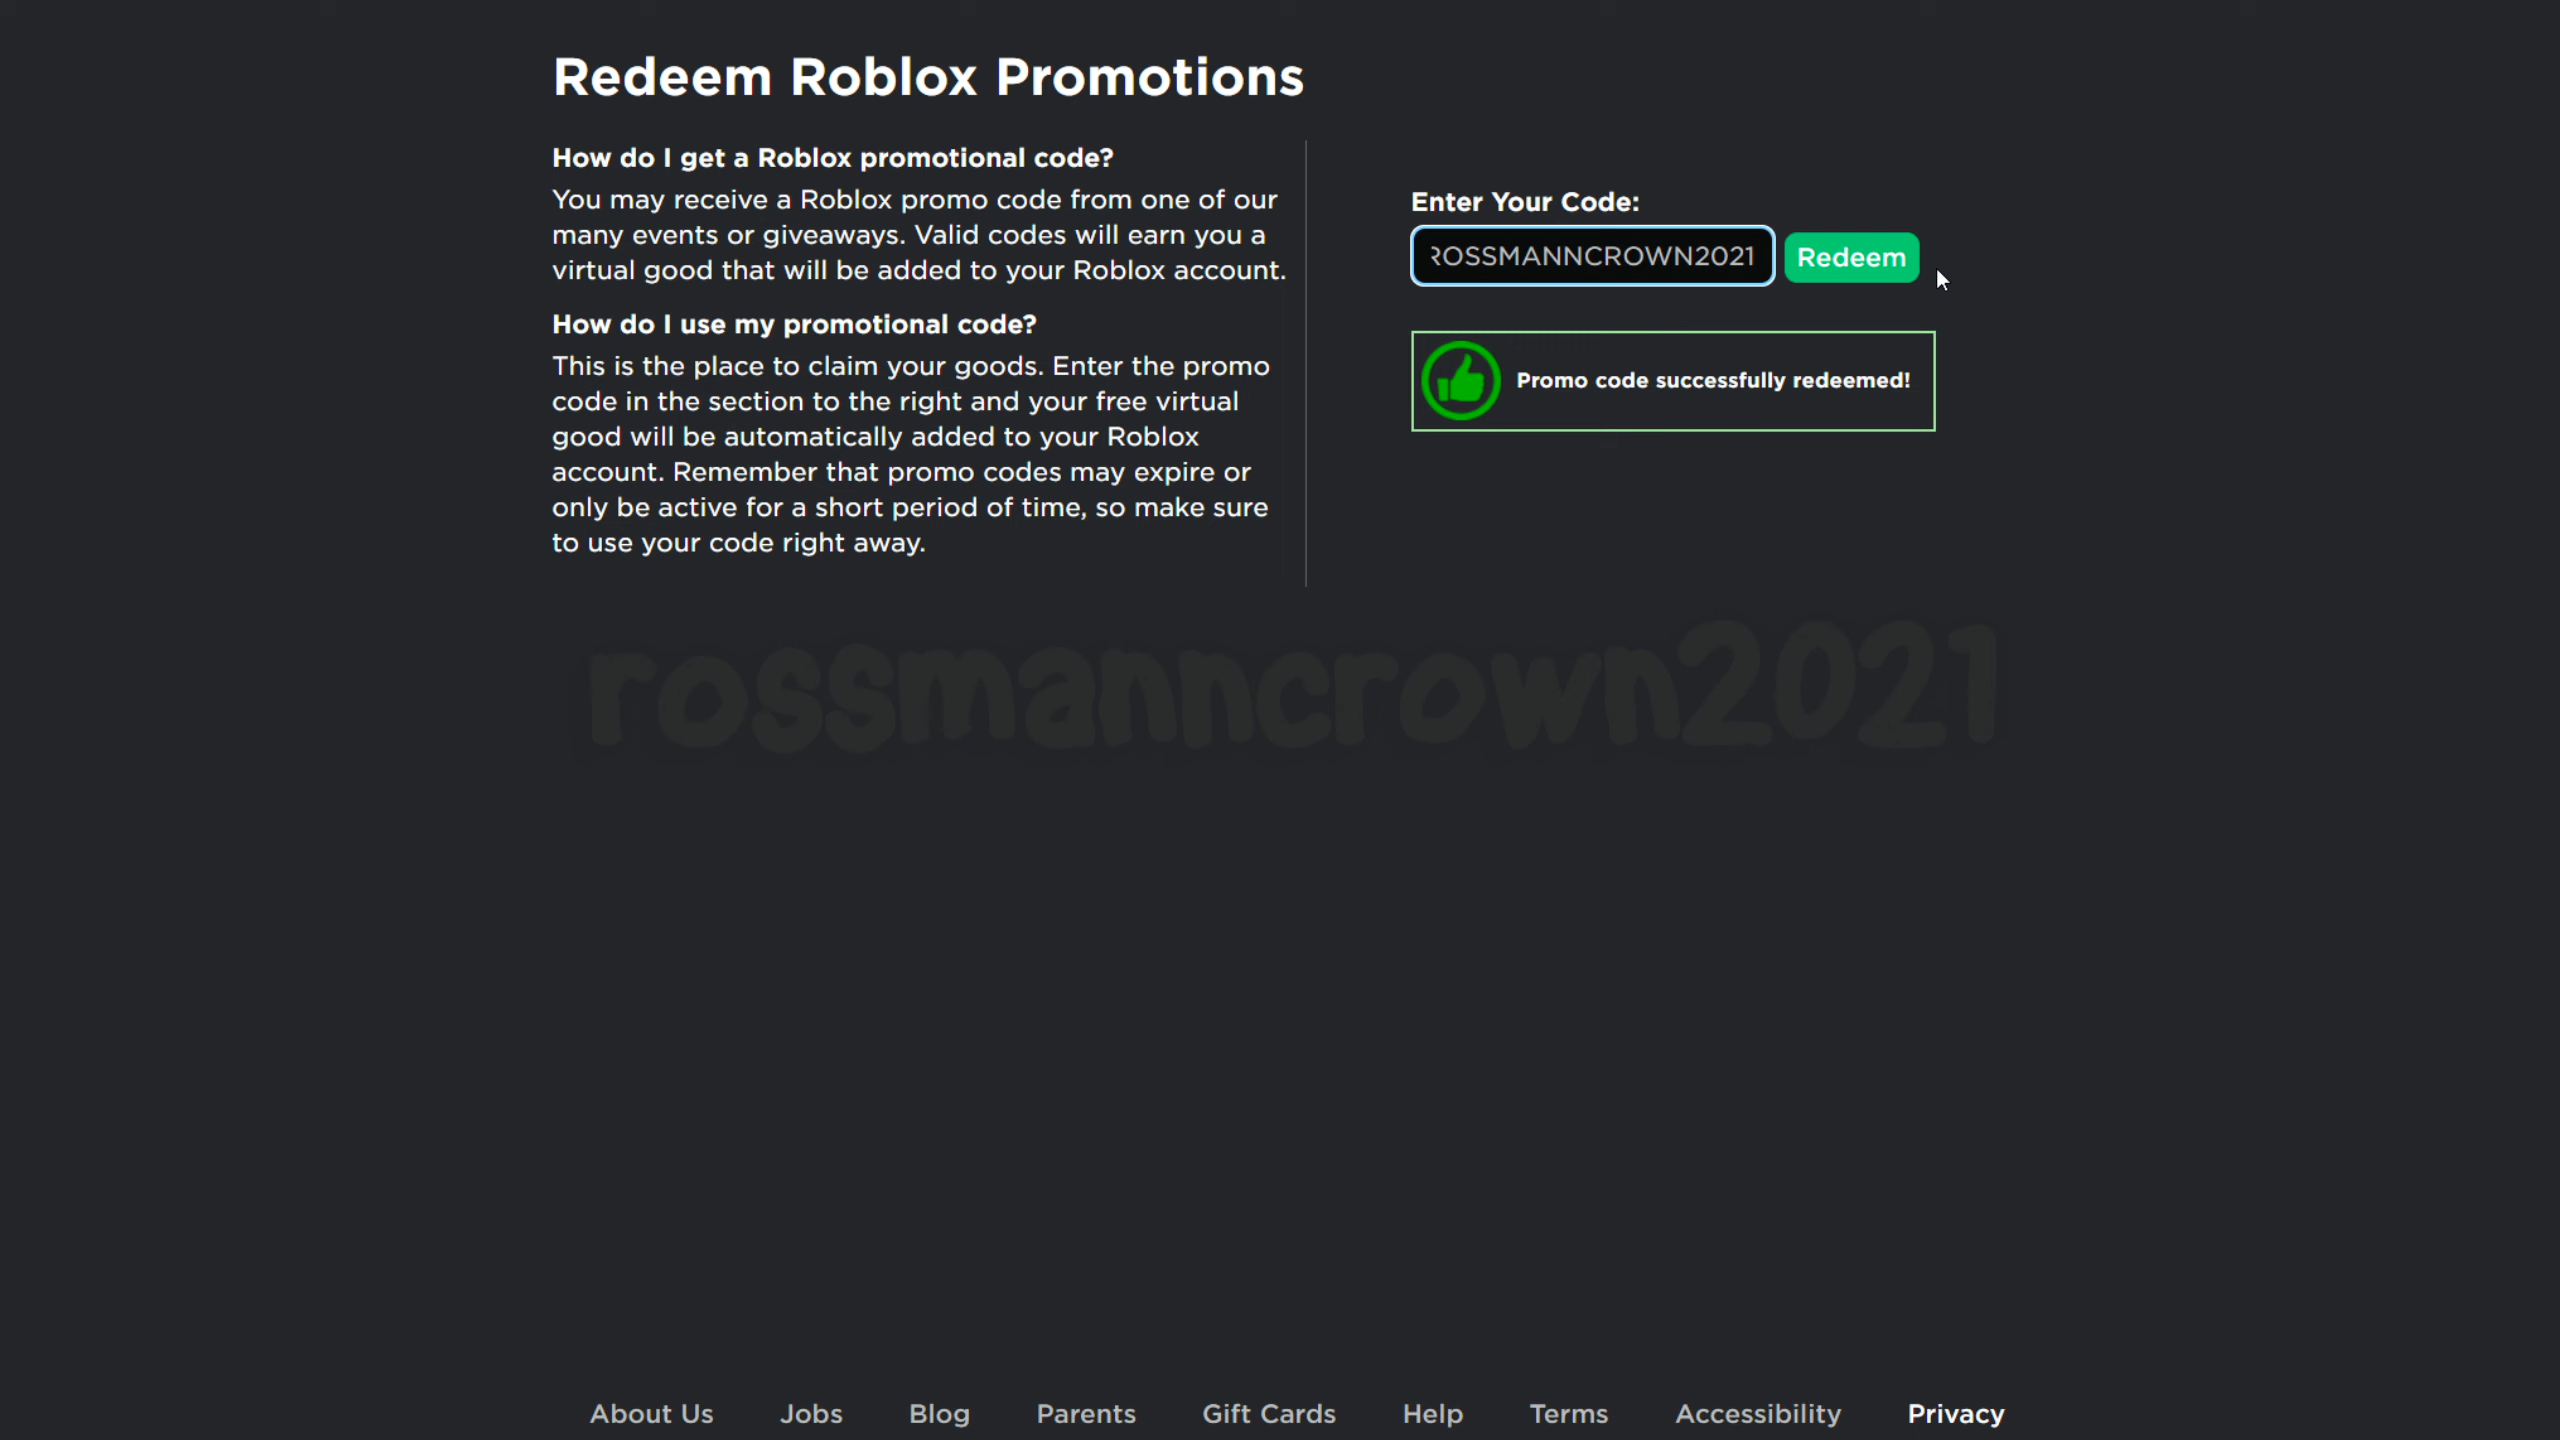 Redeem Roblox Promotions
How do I get a Roblox promotional code?
You may receive a Roblox promo code from one of our
many events or giveaways. Valid codes will earn you a
virtual good that will be added to your Roblox account.
How do I use my promotional code?
This is the place to claim your goods. Enter the promo
code in the section to the right and your free virtual
good will be automatically added to your Roblox
account. Remember that promo codes may expire or
only be active for a short period of time, so make sure
to use your code right away.
Enter Your Code:
ROSSMANNCROWN2021 Redeem
Promo code successfully redeemed!
rossmanncrown2021
About Us Jobs Blog Parents Gift Cards Help Terms Accessibility Privacy